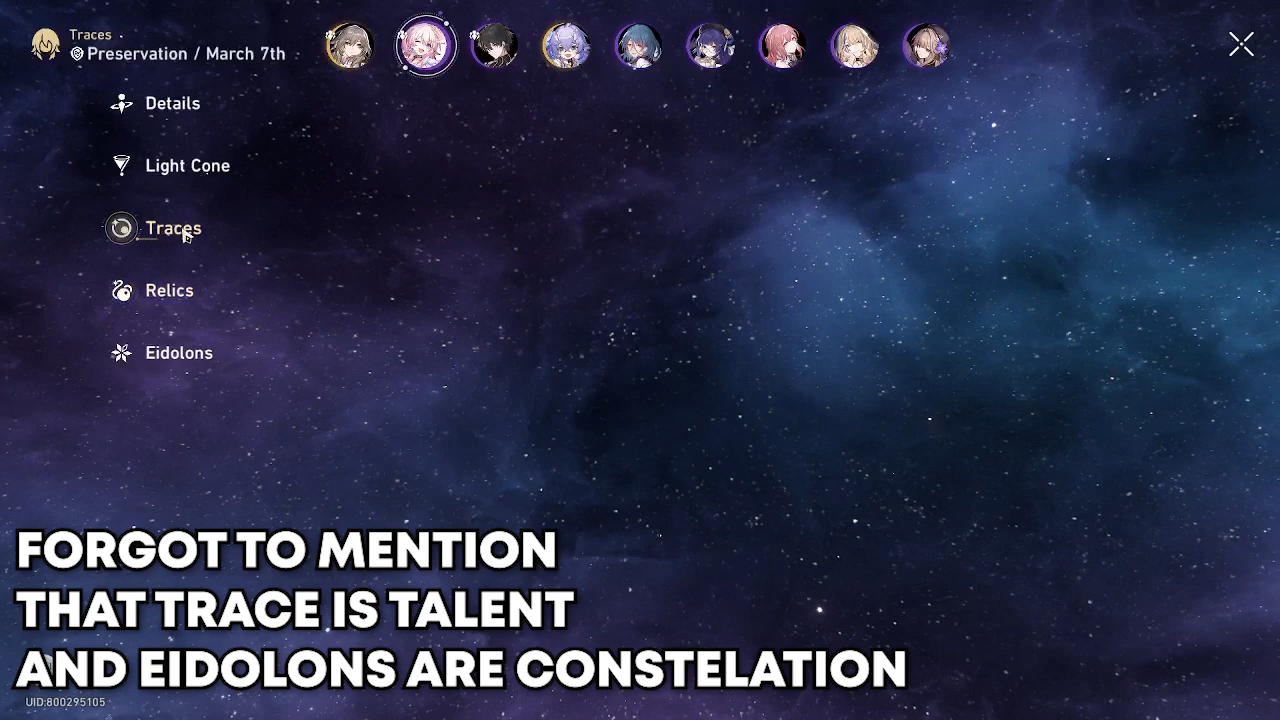 Traces
Preservation / March 7th
Details
Light Cone
Traces
Relics
Eidolons
FORGOT TO MENTION
THAT TRACE IS TALENT
AND EIDOLONS ARE CONSTELATION
UID:800295105